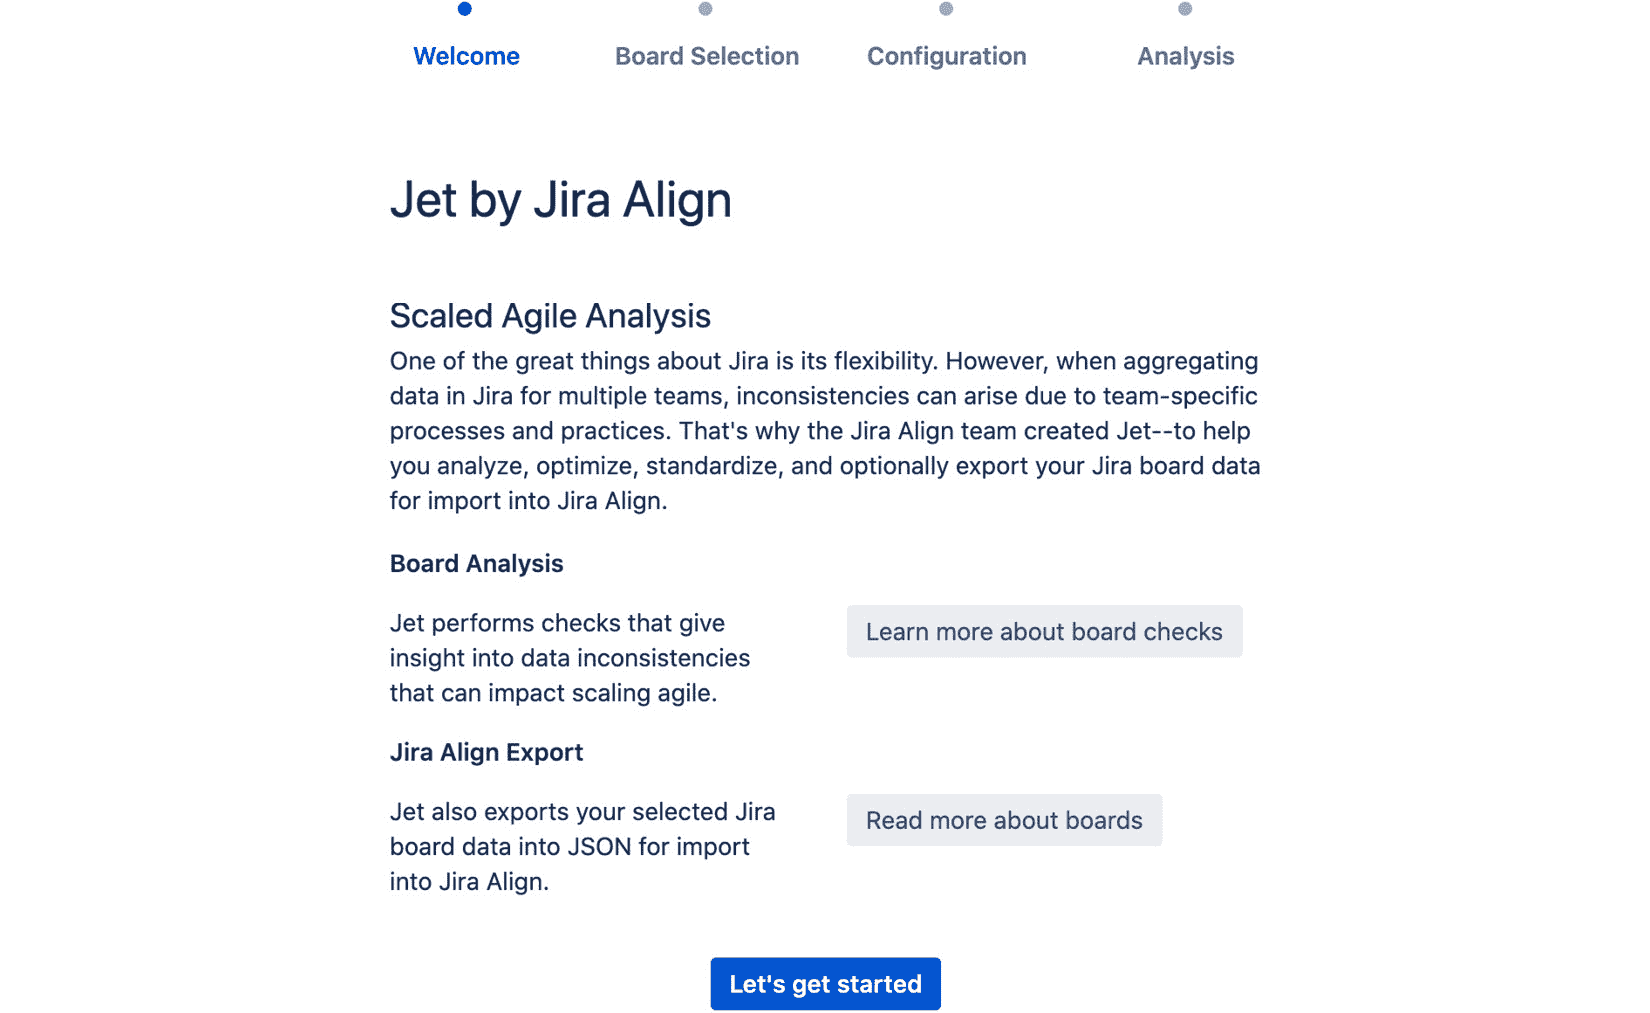 Welcome
Board Selection
Configuration
Analysis
Jet by Jira Align
Scaled Agile Analysis
One of the great things about Jira is its flexibility. However, when aggregating
data in Jira for multiple teams, inconsistencies can arise due to team-specific
processes and practices. That's why the Jira Align team created Jet--to help
you analyze, optimize, standardize, and optionally export your Jira board data
for import into Jira Align.
Board Analysis
Jet performs checks that give
insight into data inconsistencies
that can impact scaling agile.
Learn more about board checks
Jira Align Export
Jet also exports your selected Jira
board data into JSON for import
into Jira Align.
Read more about boards
Let's get started